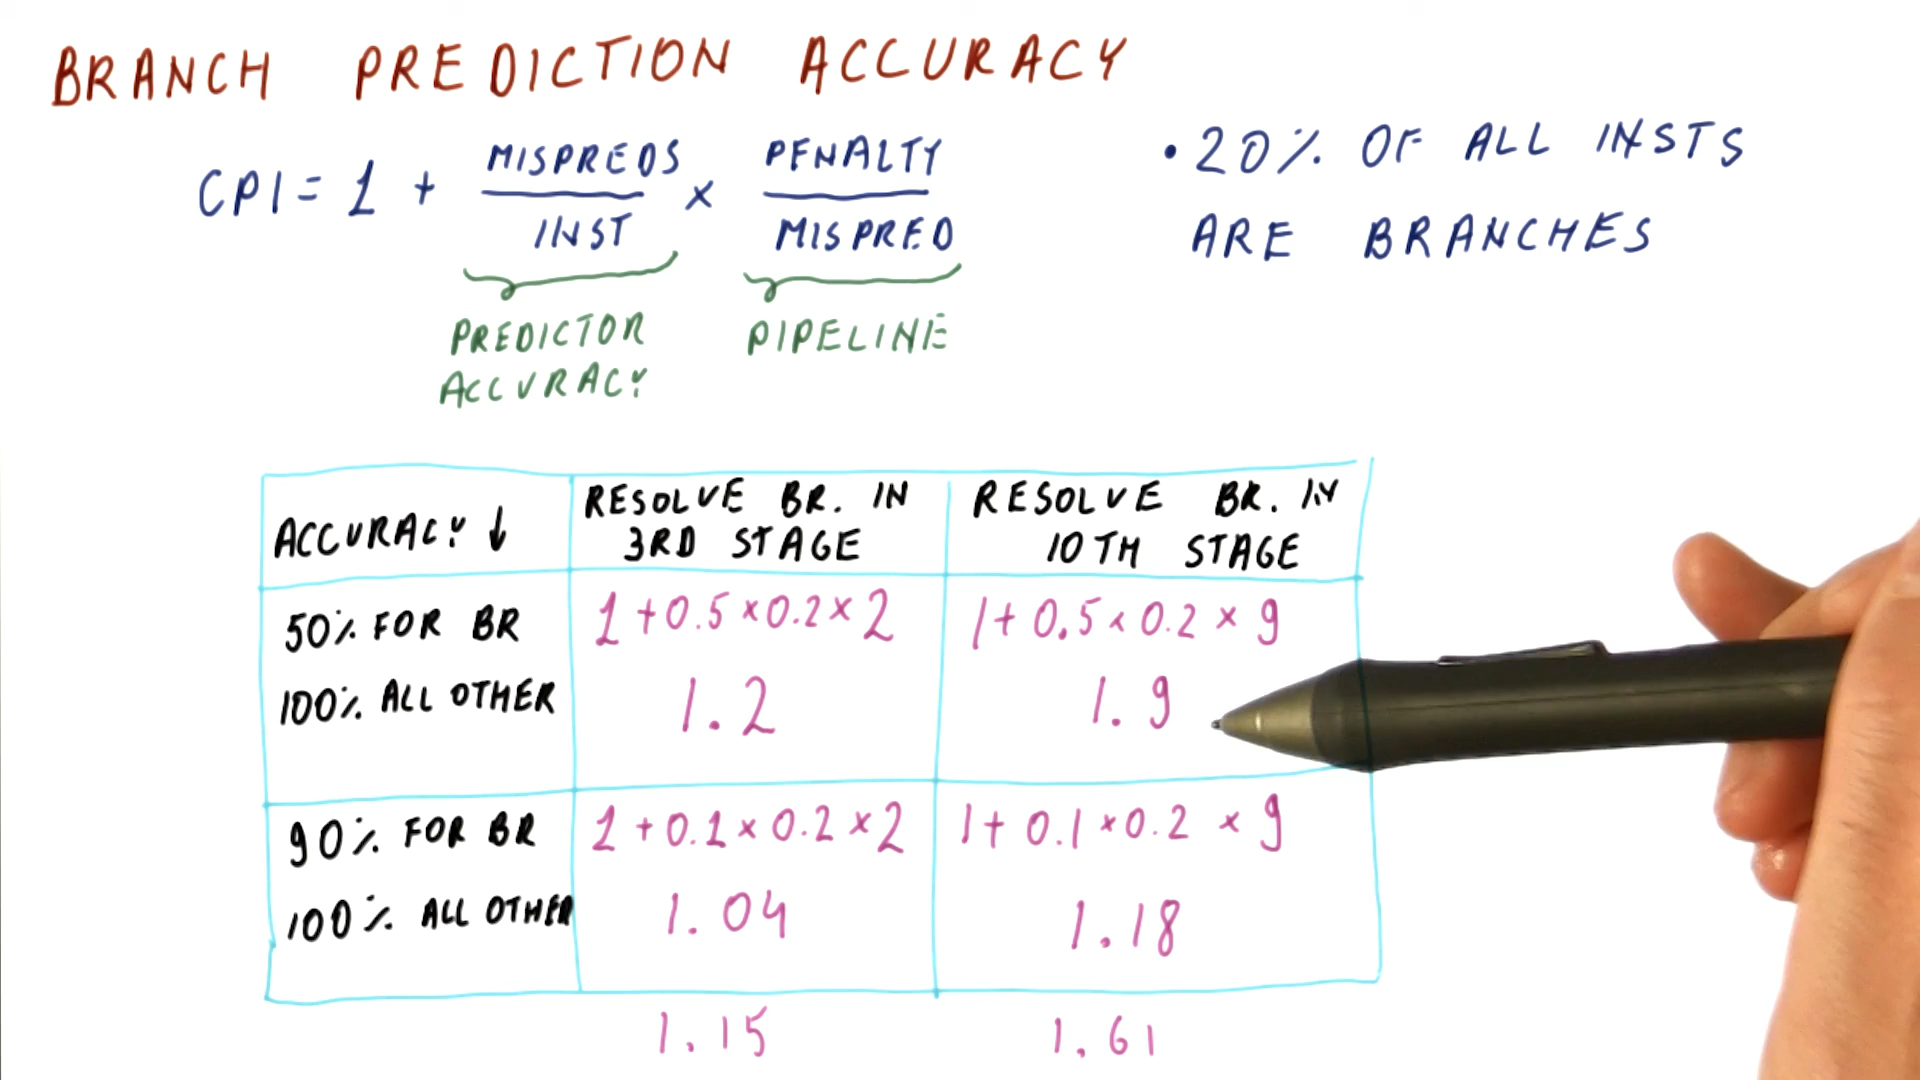 BRANCH PREDICTION ACCURACY
CPI = 1 + MISPREDS / INST × PENALTY / MISPRED
PREDICTOR ACCURACY
PIPELINE
• 20% OF ALL INSTS
ARE BRANCHES
ACCURACY ↓
RESOLVE BR. IN
3RD STAGE
RESOLVE BR. IN
10TH STAGE
50% FOR BR
100% ALL OTHER
1 + 0.5 × 0.2 × 2
1.2
1 + 0.5 × 0.2 × 9
1.9
90% FOR BR
100% ALL OTHER
1 + 0.1 × 0.2 × 2
1.04
1 + 0.1 × 0.2 × 9
1.18
1.15
1.61